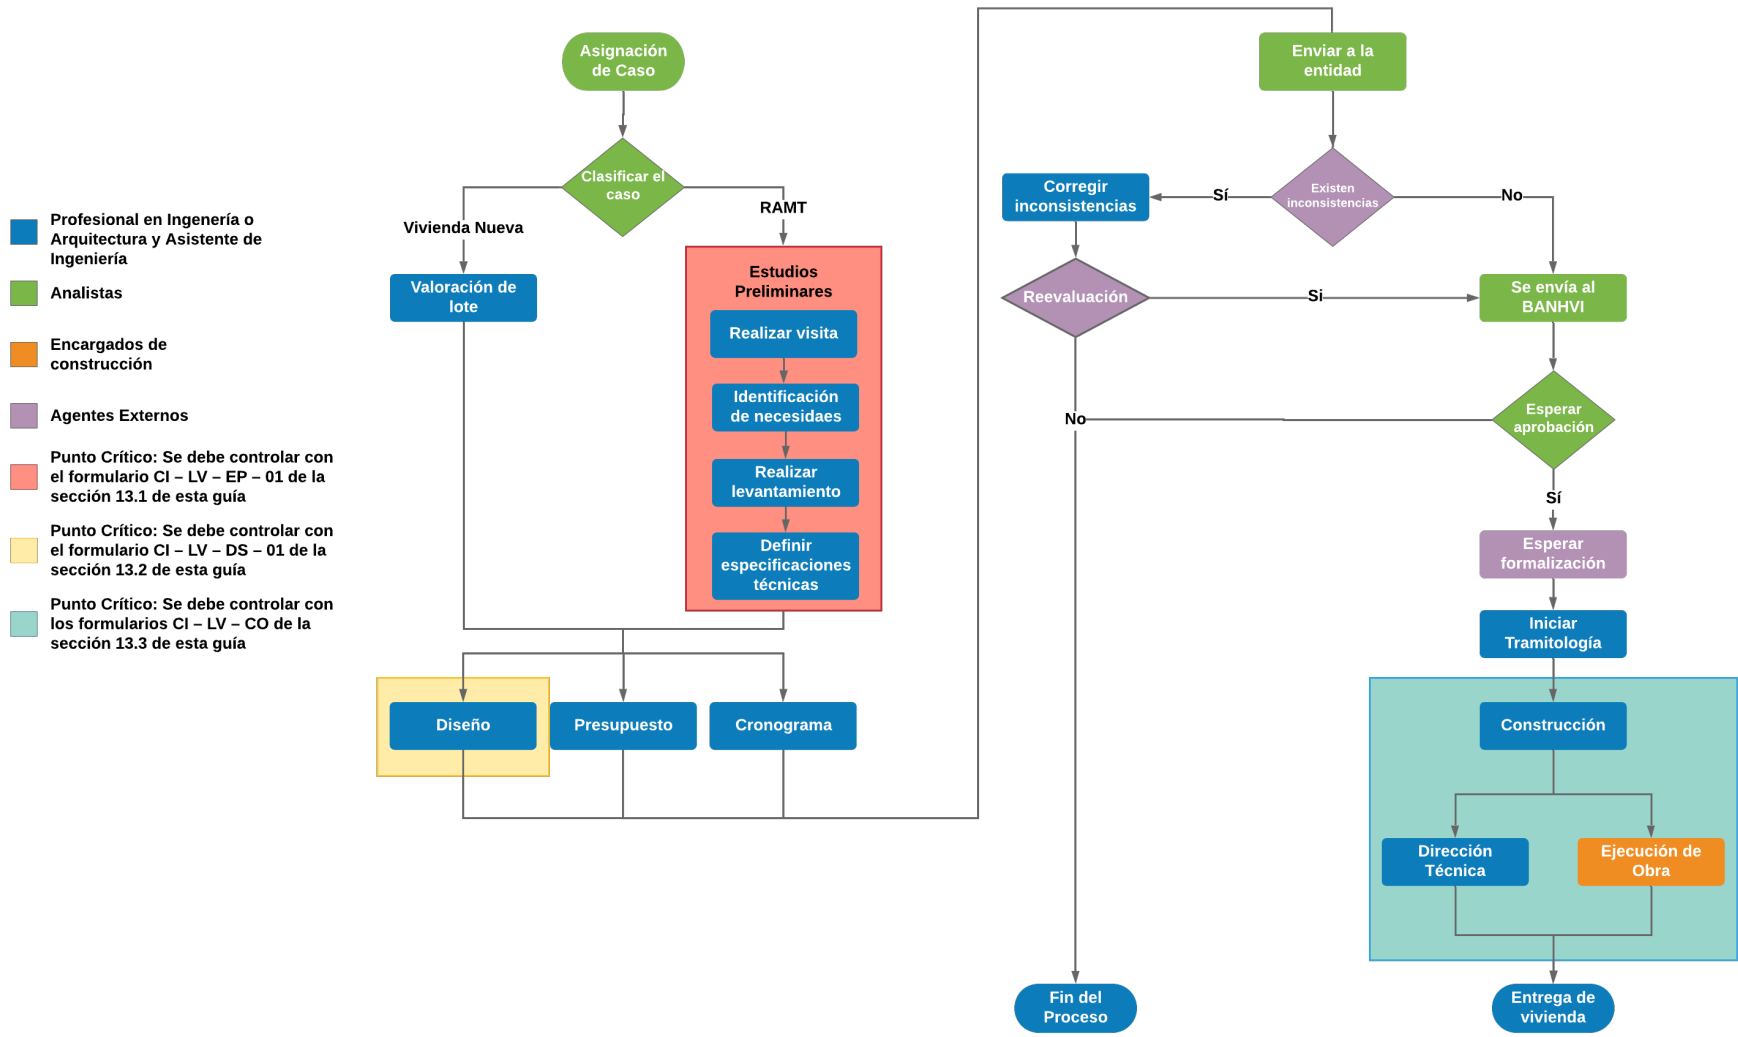 Asignación
de Caso
Clasificar el
caso
Vivienda Nueva
RAMT
Valoración de
lote
Estudios
Preliminares
Realizar visita
Identificación
de necesidaes
Realizar
levantamiento
Definir
especificaciones
técnicas
Diseño
Presupuesto
Cronograma
Profesional en Ingenería o
Arquitectura y Asistente de
Ingeniería
Analistas
Encargados de
construcción
Agentes Externos
Punto Crítico: Se debe controlar con
el formulario CI – LV – EP – 01 de la
sección 13.1 de esta guía
Punto Crítico: Se debe controlar con
el formulario CI – LV – DS – 01 de la
sección 13.2 de esta guía
Punto Crítico: Se debe controlar con
los formularios CI – LV – CO de la
sección 13.3 de esta guía
Enviar a la
entidad
Existen
inconsistencias
Sí
No
Corregir
inconsistencias
Reevaluación
Si
Se envía al
BANHVI
No
Esperar
aprobación
Sí
Esperar
formalización
Iniciar
Tramitología
Construcción
Dirección
Técnica
Ejecución de
Obra
Fin del
Proceso
Entrega de
vivienda